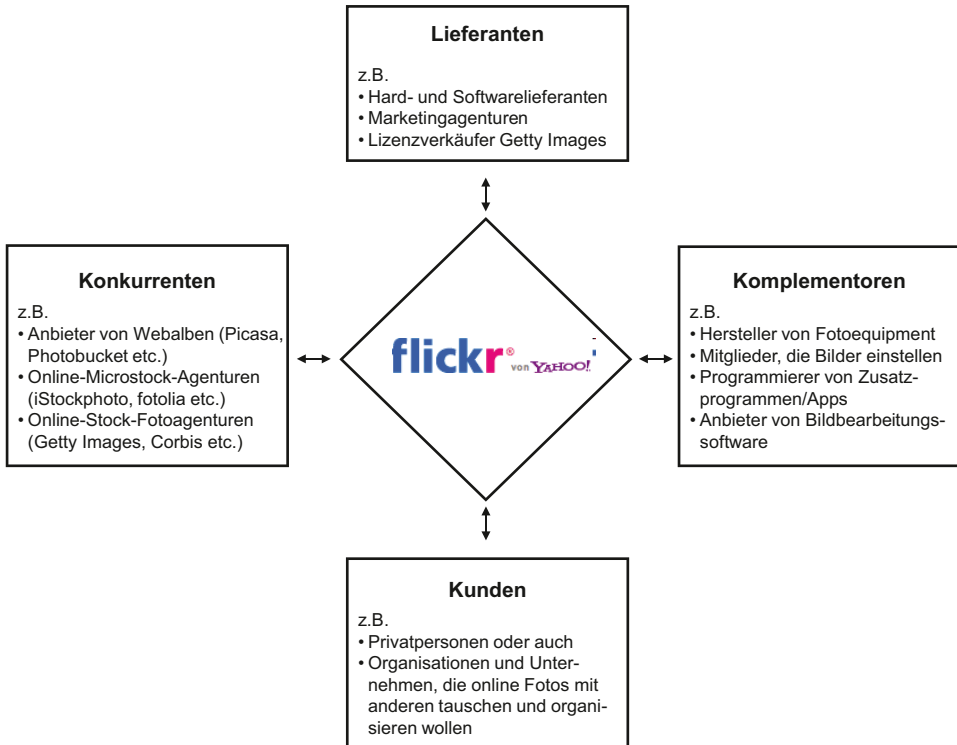 Lieferanten
z.B.
• Hard- und Softwarelieferanten
• Marketingagenturen
• Lizenzverkäufer Getty Images
Konkurrenten
z.B.
• Anbieter von Webalben (Picasa,
Photobucket etc.)
• Online-Microstock-Agenturen
(iStockphoto, fotolia etc.)
• Online-Stock-Fotoagenturen
(Getty Images, Corbis etc.)
flickr® von YAHOO!
Komplementoren
z.B.
• Hersteller von Fotoequipment
• Mitglieder, die Bilder einstellen
• Programmierer von Zusatz-
programmen/Apps
• Anbieter von Bildbearbeitungs-
software
Kunden
z.B.
• Privatpersonen oder auch
• Organisationen und Unter-
nehmen, die online Fotos mit
anderen tauschen und organi-
sieren wollen